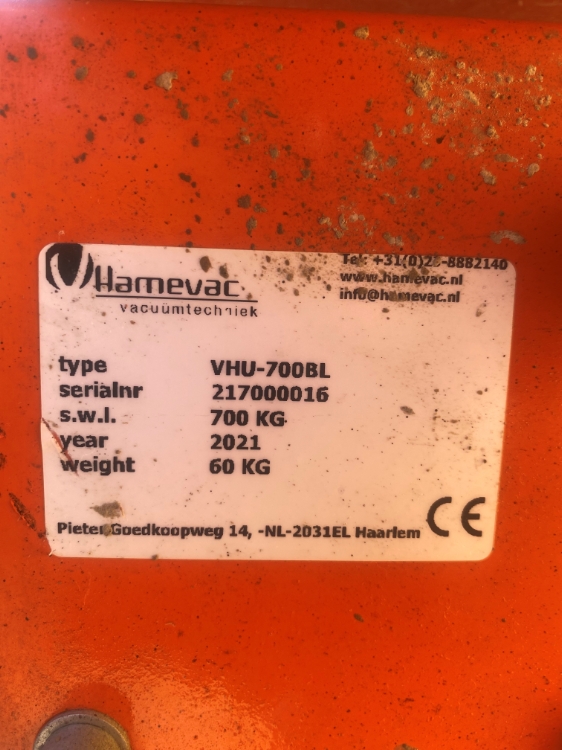 Hamevac
vacuumtechniek
Tel: +31(0)23-8882140
www.hamevac.nl
info@hamevac.nl
type VHU-700BL
serialnr 217000016
s.w.l. 700 KG
year 2021
weight 60 KG
Pieter Goedkoopweg 14, -NL-2031EL Haarlem
CE